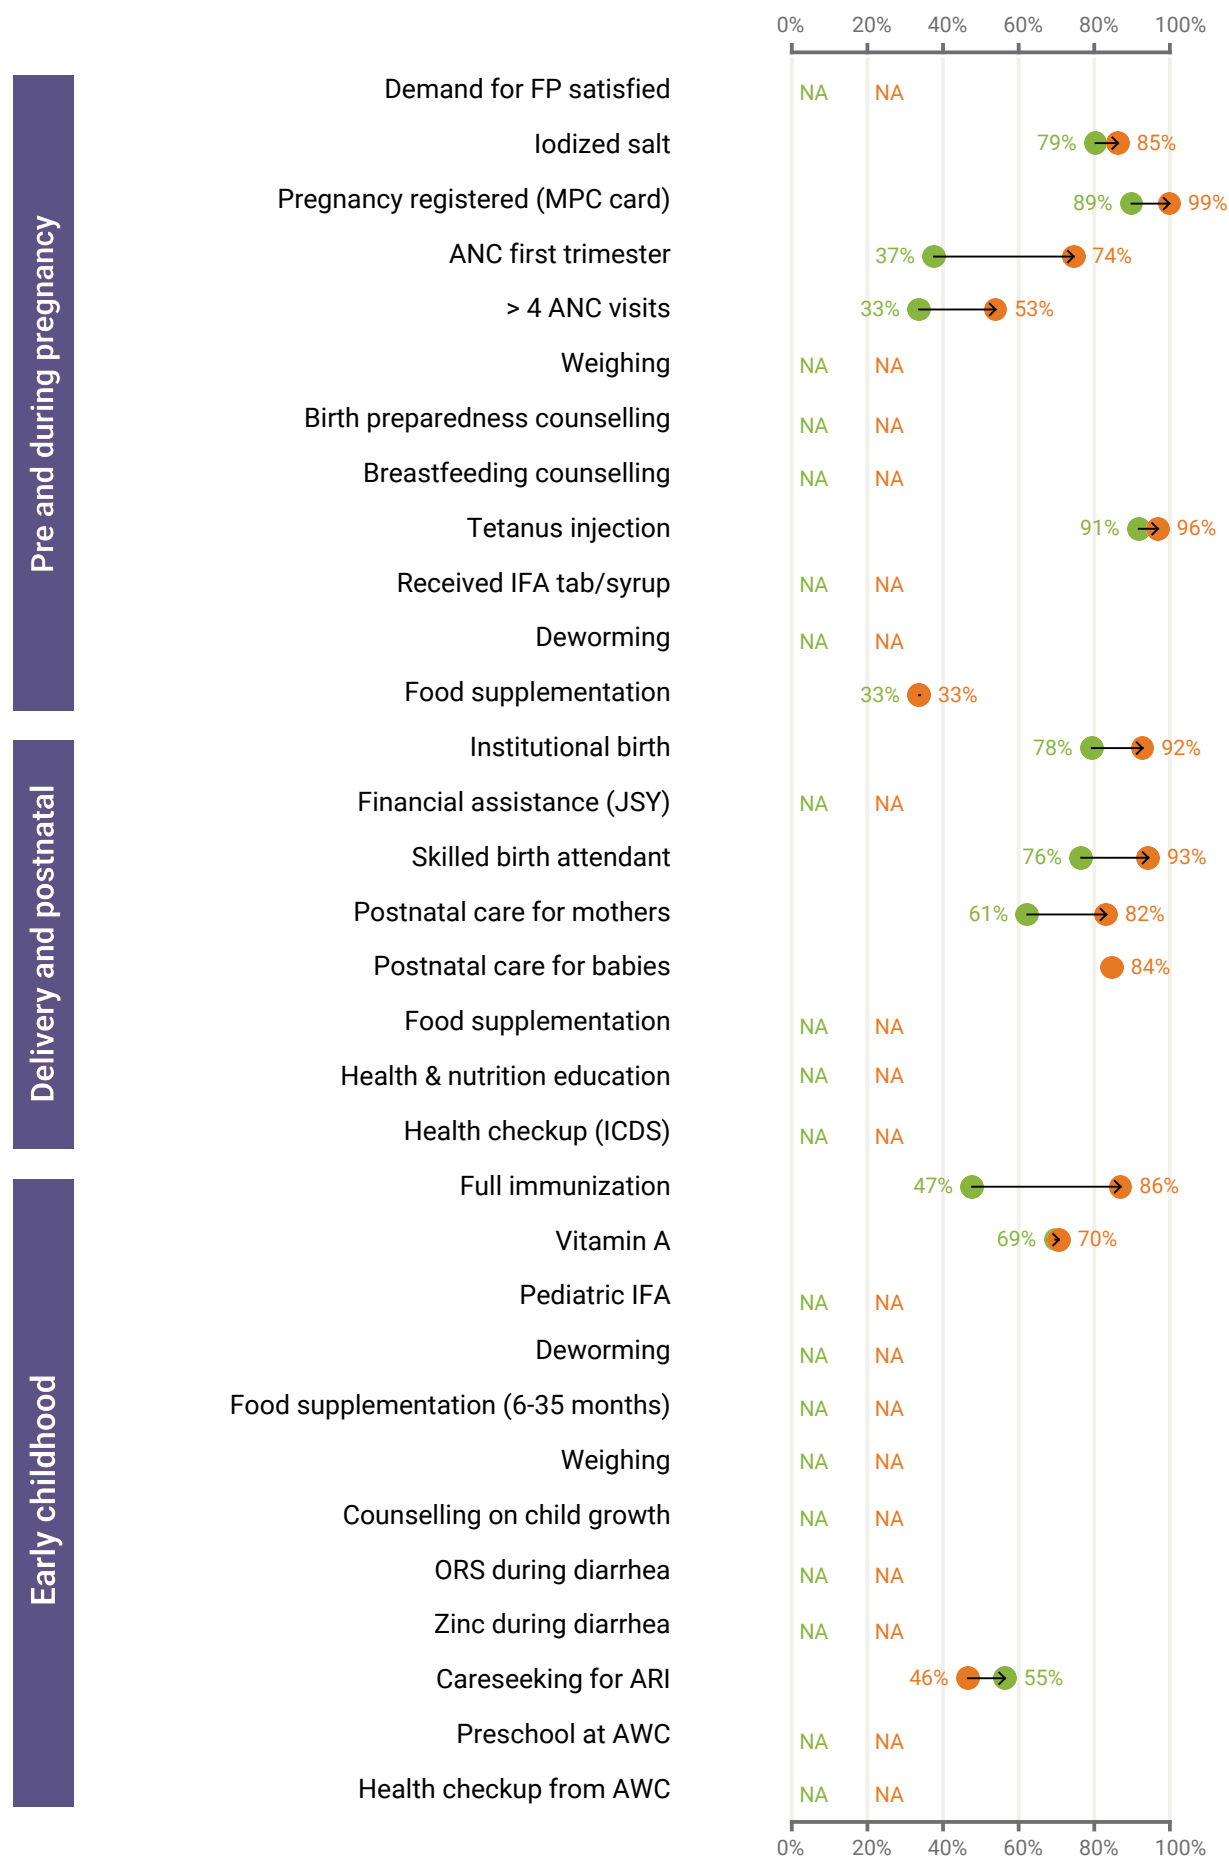 0% 20% 40% 60% 80% 100%
Pre and during pregnancy
Demand for FP satisfied NA NA
Iodized salt 79% 85%
Pregnancy registered (MPC card) 89% 99%
ANC first trimester 37% 74%
> 4 ANC visits 33% 53%
Weighing NA NA
Birth preparedness counselling NA NA
Breastfeeding counselling NA NA
Tetanus injection 91% 96%
Received IFA tab/syrup NA NA
Deworming NA NA
Food supplementation 33% 33%
Delivery and postnatal
Institutional birth 78% 92%
Financial assistance (JSY) NA NA
Skilled birth attendant 76% 93%
Postnatal care for mothers 61% 82%
Postnatal care for babies 84%
Food supplementation NA NA
Health & nutrition education NA NA
Health checkup (ICDS) NA NA
Early childhood
Full immunization 47% 86%
Vitamin A 69% 70%
Pediatric IFA NA NA
Deworming NA NA
Food supplementation (6-35 months) NA NA
Weighing NA NA
Counselling on child growth NA NA
ORS during diarrhea NA NA
Zinc during diarrhea NA NA
Careseeking for ARI 46% 55%
Preschool at AWC NA NA
Health checkup from AWC NA NA
0% 20% 40% 60% 80% 100%